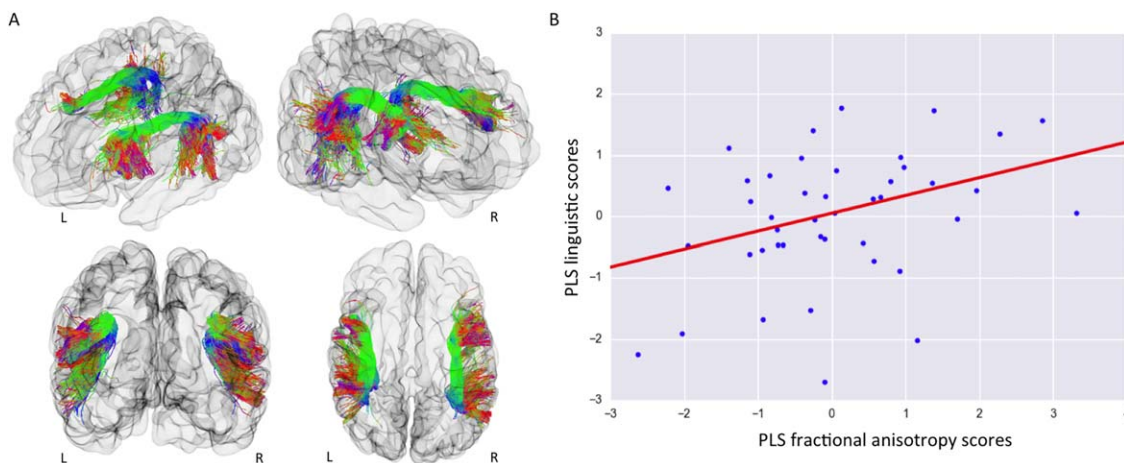 A
L
R
L
R
L
R
B
3
2
1
0
−1
−2
−3
PLS linguistic scores
−3 −2 −1 0 1 2 3 4
PLS fractional anisotropy scores